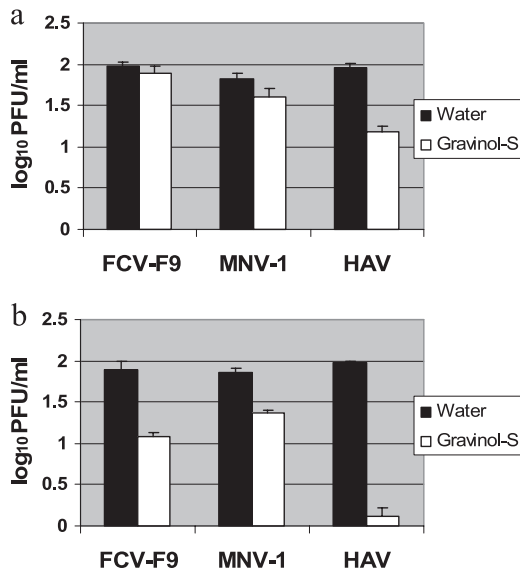 a
log10 PFU/ml
2.5
2
1.5
1
0.5
0
FCV-F9 MNV-1 HAV
Water
Gravinol-S
b
log10 PFU/ml
2.5
2
1.5
1
0.5
0
FCV-F9 MNV-1 HAV
Water
Gravinol-S